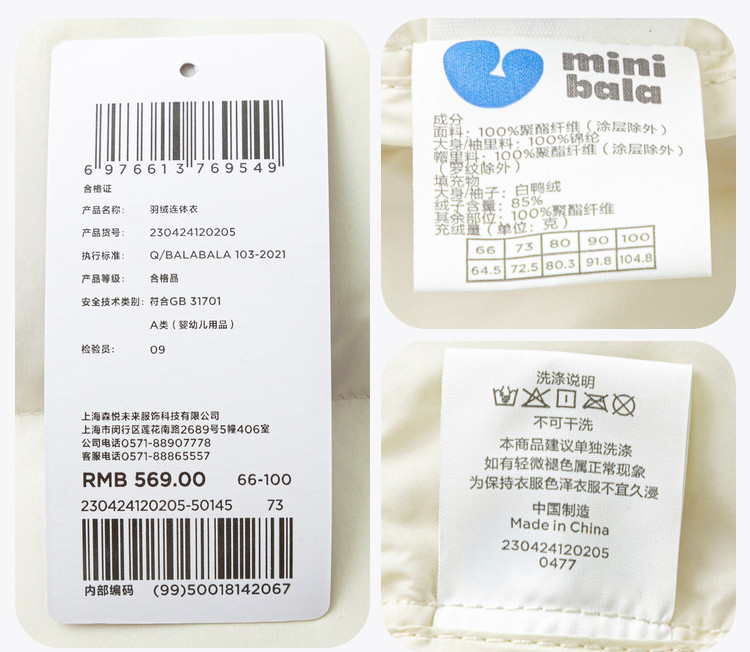 6 976613 769549
合格证
产品名称: 羽绒连体衣
产品货号: 230424120205
执行标准: Q/BALABALA 103-2021
产品等级: 合格品
安全技术类别: 符合GB 31701
A类（婴幼儿用品）
检验员: 09
上海森悦未来服饰科技有限公司
上海市闵行区莲花南路2689号5幢406室
公司电话0571-88907778
客服电话0571-88865557
RMB 569.00 66-100
230424120205-50145 73
内部编码 (99)50018142067
mini
bala
成分
面料: 100%聚酯纤维（涂层除外）
大身/袖里料: 100%锦纶
帽里料: 100%聚酯纤维（涂层除外）
（罗纹除外）
填充物
大身/袖子: 白鸭绒
绒子含量: 85%
其余部位: 100%聚酯纤维
充绒量（单位: 克）
66 73 80 90 100
64.5 72.5 80.3 91.8 104.8
洗涤说明
不可干洗
本商品建议单独洗涤
如有轻微褪色属正常现象
为保持衣服色泽衣服不宜久浸
中国制造
Made in China
230424120205
0477